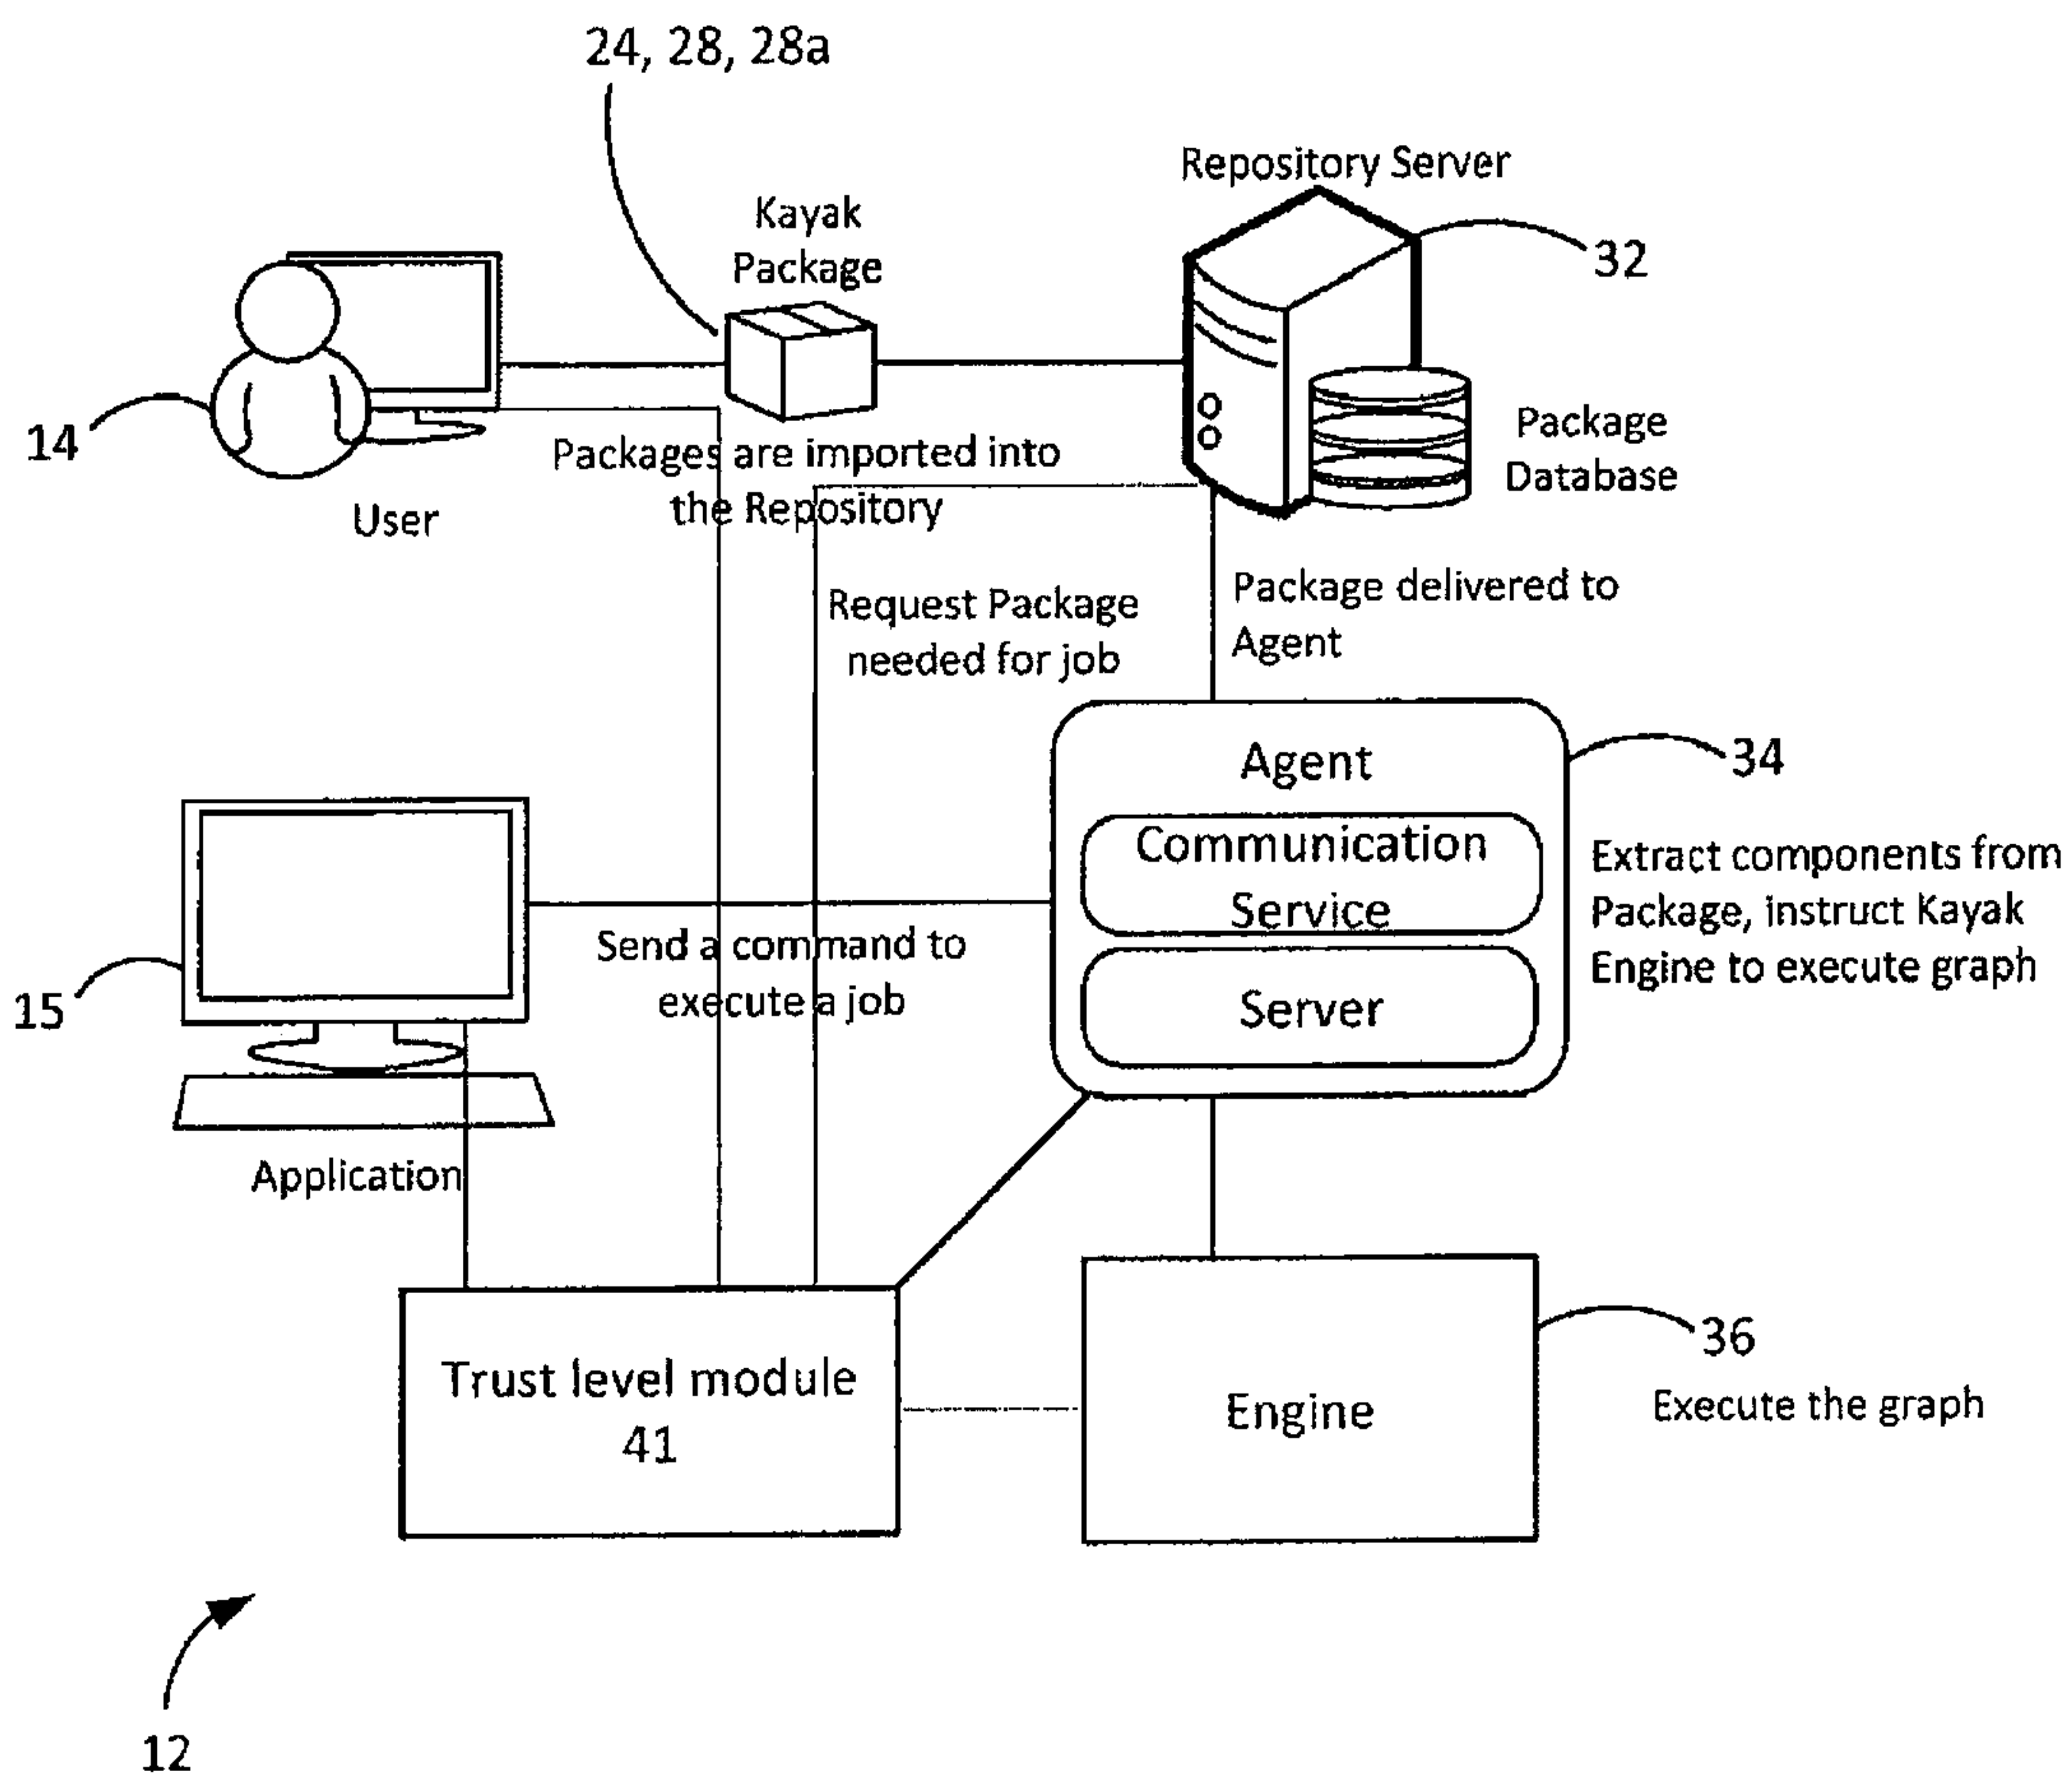 24, 28, 28a
Repository Server
32
Kayak
Package
14
User
Packages are imported into
the Repository
Package
Database
Request Package
needed for job
Package delivered to
Agent
Agent
34
Communication
Service
Server
Extract components from
Package, instruct Kayak
Engine to execute graph
Send a command to
execute a job
15
Application
Trust level module
41
Engine
36
Execute the graph
12